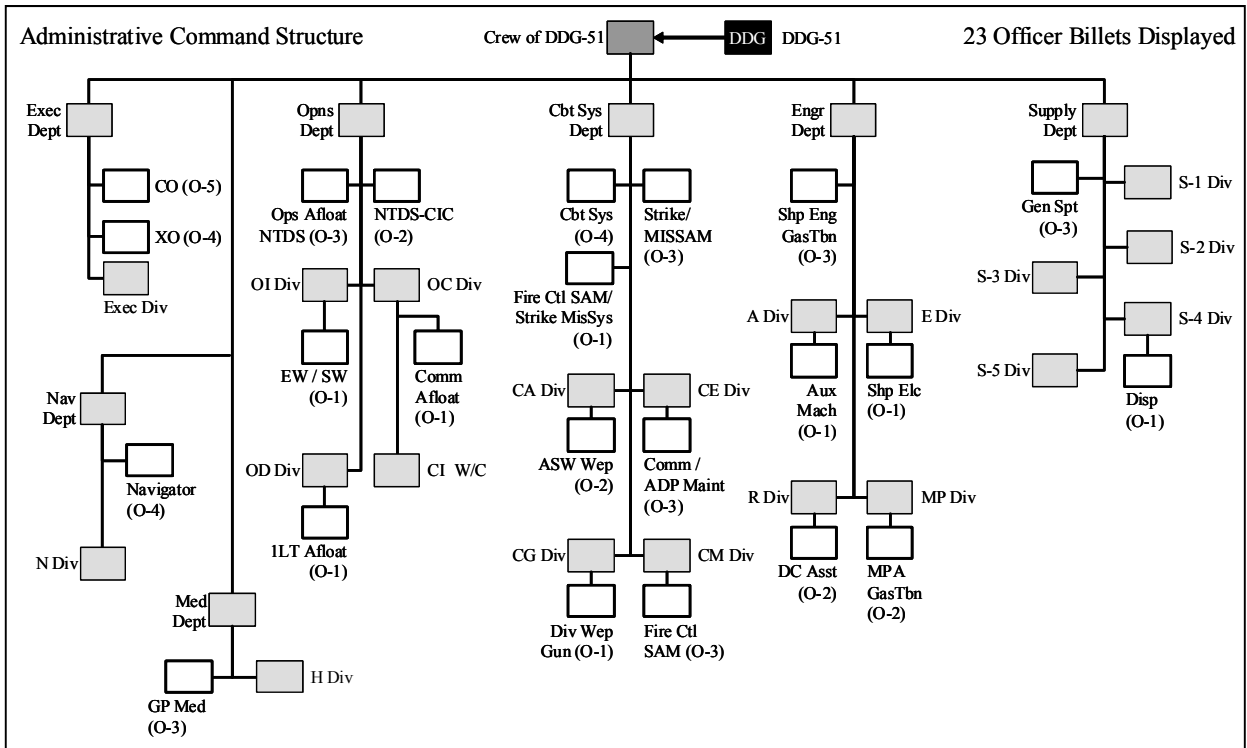 Administrative Command Structure
Crew of DDG-51
DDG
DDG-51
23 Officer Billets Displayed
Exec
Dept
CO (O-5)
XO (O-4)
Exec Div
Nav
Dept
Navigator
(O-4)
N Div
Med
Dept
GP Med
(O-3)
H Div
Opns
Dept
Ops Afloat
NTDS (O-3)
NTDS-CIC
(O-2)
OI Div
OC Div
EW / SW
(O-1)
Comm
Afloat
(O-1)
OD Div
CI W/C
1LT Afloat
(O-1)
Cbt Sys
Dept
Cbt Sys
(O-4)
Strike/
MISSAM
(O-3)
Fire Ctl SAM/
Strike MisSys
(O-1)
CA Div
CE Div
ASW Wep
(O-2)
Comm /
ADP Maint
(O-3)
CG Div
CM Div
Div Wep
Gun (O-1)
Fire Ctl
SAM (O-3)
Engr
Dept
Shp Eng
GasTbn
(O-3)
A Div
E Div
Aux
Mach
(O-1)
Shp Elc
(O-1)
R Div
MP Div
DC Asst
(O-2)
MPA
GasTbn
(O-2)
Supply
Dept
Gen Spt
(O-3)
S-1 Div
S-2 Div
S-3 Div
S-4 Div
S-5 Div
Disp
(O-1)